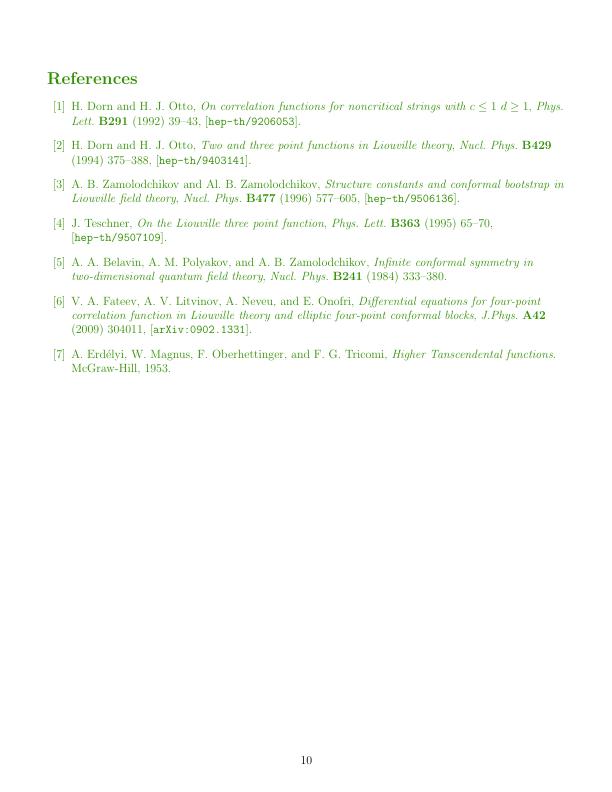 References
[1] H. Dorn and H. J. Otto, On correlation functions for noncritical strings with c ≤ 1 d ≥ 1, Phys.
Lett. B291 (1992) 39–43, [hep-th/9206053].
[2] H. Dorn and H. J. Otto, Two and three point functions in Liouville theory, Nucl. Phys. B429
(1994) 375–388, [hep-th/9403141].
[3] A. B. Zamolodchikov and Al. B. Zamolodchikov, Structure constants and conformal bootstrap in
Liouville field theory, Nucl. Phys. B477 (1996) 577–605, [hep-th/9506136].
[4] J. Teschner, On the Liouville three point function, Phys. Lett. B363 (1995) 65–70,
[hep-th/9507109].
[5] A. A. Belavin, A. M. Polyakov, and A. B. Zamolodchikov, Infinite conformal symmetry in
two-dimensional quantum field theory, Nucl. Phys. B241 (1984) 333–380.
[6] V. A. Fateev, A. V. Litvinov, A. Neveu, and E. Onofri, Differential equations for four-point
correlation function in Liouville theory and elliptic four-point conformal blocks, J.Phys. A42
(2009) 304011, [arXiv:0902.1331].
[7] A. Erdélyi, W. Magnus, F. Oberhettinger, and F. G. Tricomi, Higher Tanscendental functions.
McGraw-Hill, 1953.
10